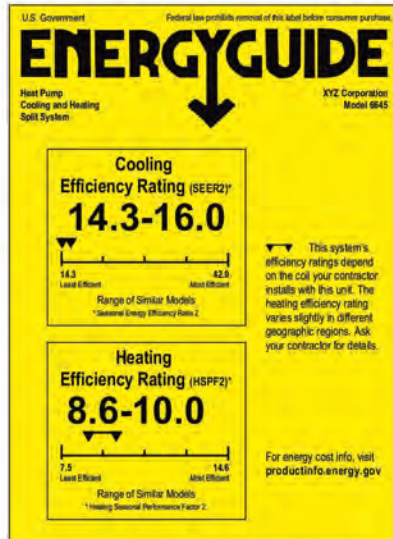 U.S. Government
Federal law prohibits removal of this label before consumer purchase.
ENERGYGUIDE
Heat Pump
Cooling and Heating
Split System
XYZ Corporation
Model 6645
Cooling
Efficiency Rating (SEER2)*
14.3-16.0
14.3
42.0
Least Efficient
Most Efficient
Range of Similar Models
* Seasonal Energy Efficiency Ratio 2
This system's
efficiency ratings depend
on the coil your contractor
installs with this unit. The
heating efficiency rating
varies slightly in different
geographic regions. Ask
your contractor for details.
Heating
Efficiency Rating (HSPF2)*
8.6-10.0
7.5
14.6
Least Efficient
Most Efficient
Range of Similar Models
* Heating Seasonal Performance Factor 2.
For energy cost info, visit
productinfo.energy.gov